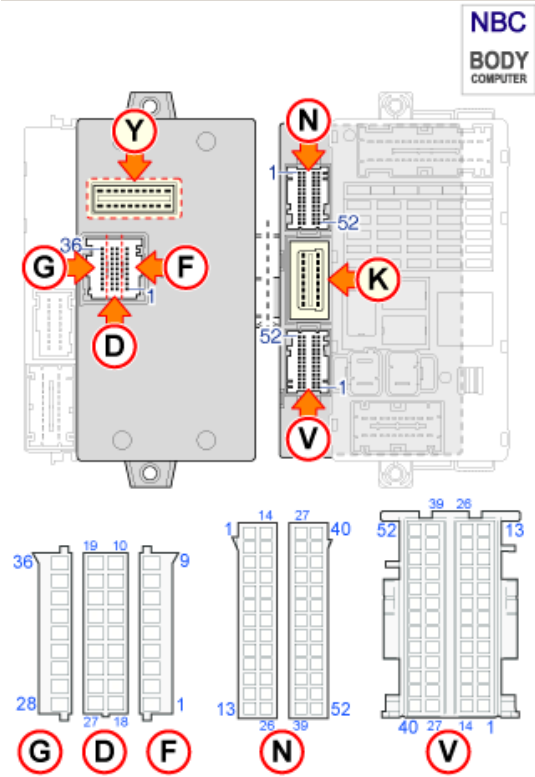 NBC
BODY
COMPUTER
Y
N
1
52
36
G
F
K
1
D
52
1
V
39 26
14 27
52 13
1 40
19 10
36 9
28 1
13 52
27 18
26 39
40 27 14 1
G D F N V